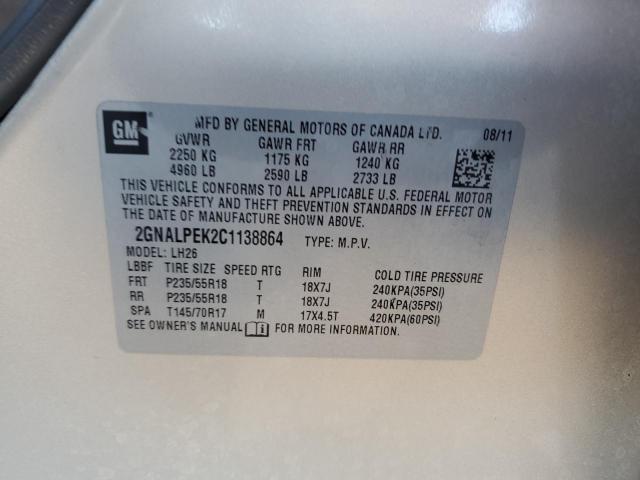 GM
MFD BY GENERAL MOTORS OF CANADA LTD. 08/11
GVWR GAWR FRT GAWR RR
2250 KG 1175 KG 1240 KG
4960 LB 2590 LB 2733 LB
THIS VEHICLE CONFORMS TO ALL APPLICABLE U.S. FEDERAL MOTOR
VEHICLE SAFETY AND THEFT PREVENTION STANDARDS IN EFFECT ON
THE DATE OF MANUFACTURE SHOWN ABOVE.
2GNALPEK2C1138864 TYPE: M.P.V.
MODEL: LH26
LBBF TIRE SIZE SPEED RTG RIM COLD TIRE PRESSURE
FRT P235/55R18 T 18X7J 240KPA(35PSI)
RR P235/55R18 T 18X7J 240KPA(35PSI)
SPA T145/70R17 M 17X4.5T 420KPA(60PSI)
SEE OWNER'S MANUAL FOR MORE INFORMATION.